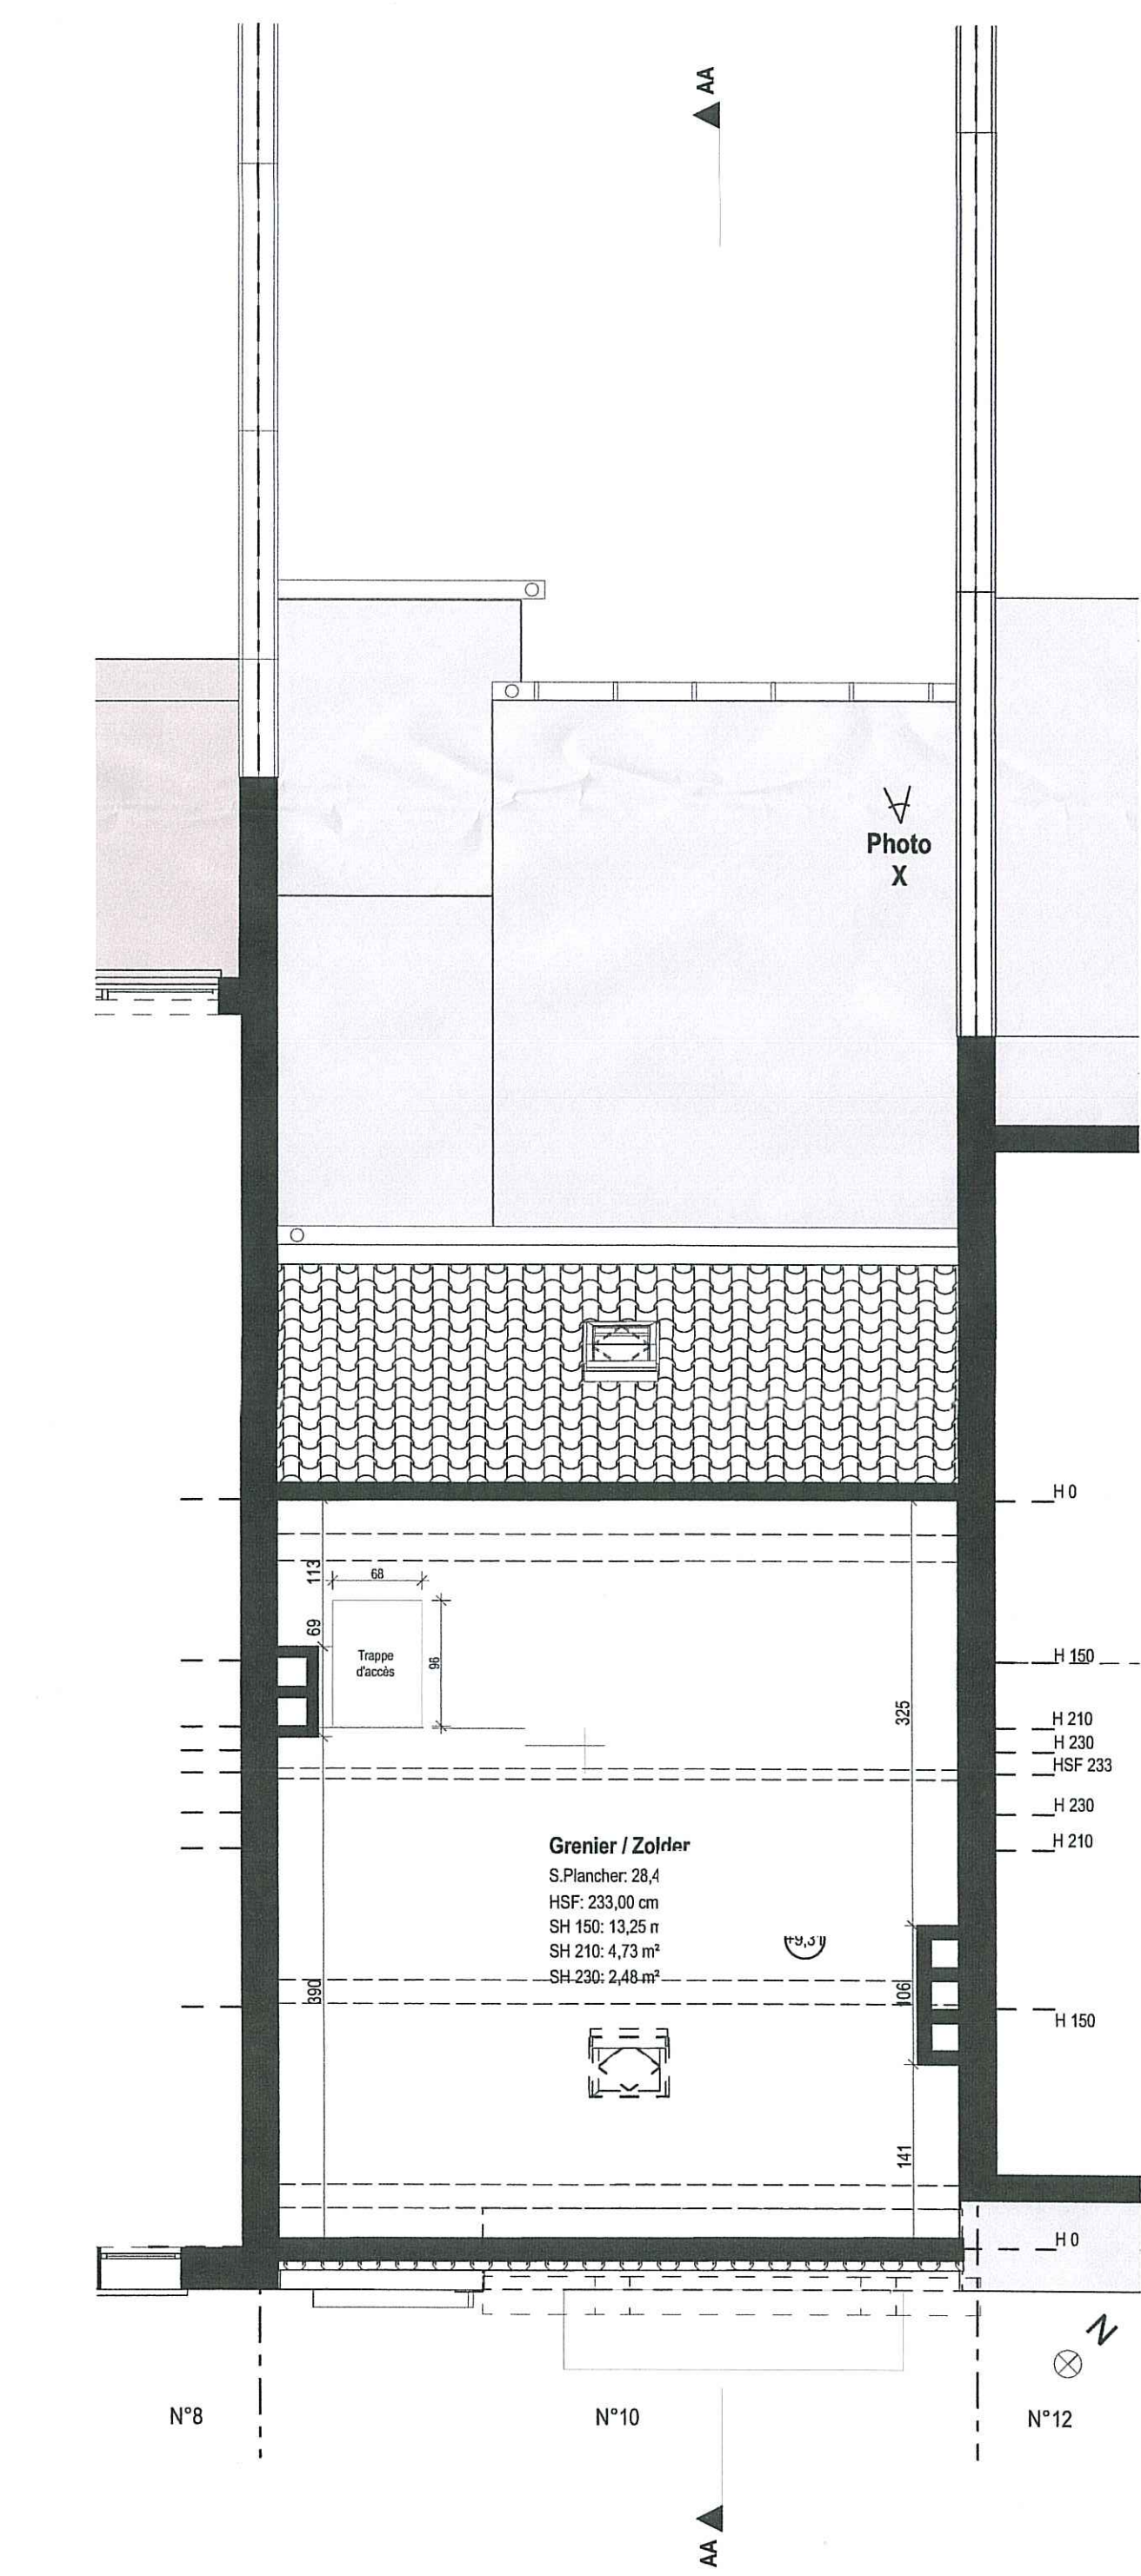 AA
Photo
X
H 0
113
68
69
Trappe
d'accès
96
H 150
325
H 210
H 230
HSF 233
H 230
H 210
Grenier / Zolder
S.Plancher: 28,4
HSF: 233,00 cm
SH 150: 13,25 m
SH 210: 4,73 m²
SH 230: 2,48 m²
49,31
390
106
H 150
141
H 0
N
N°8
N°10
N°12
AA